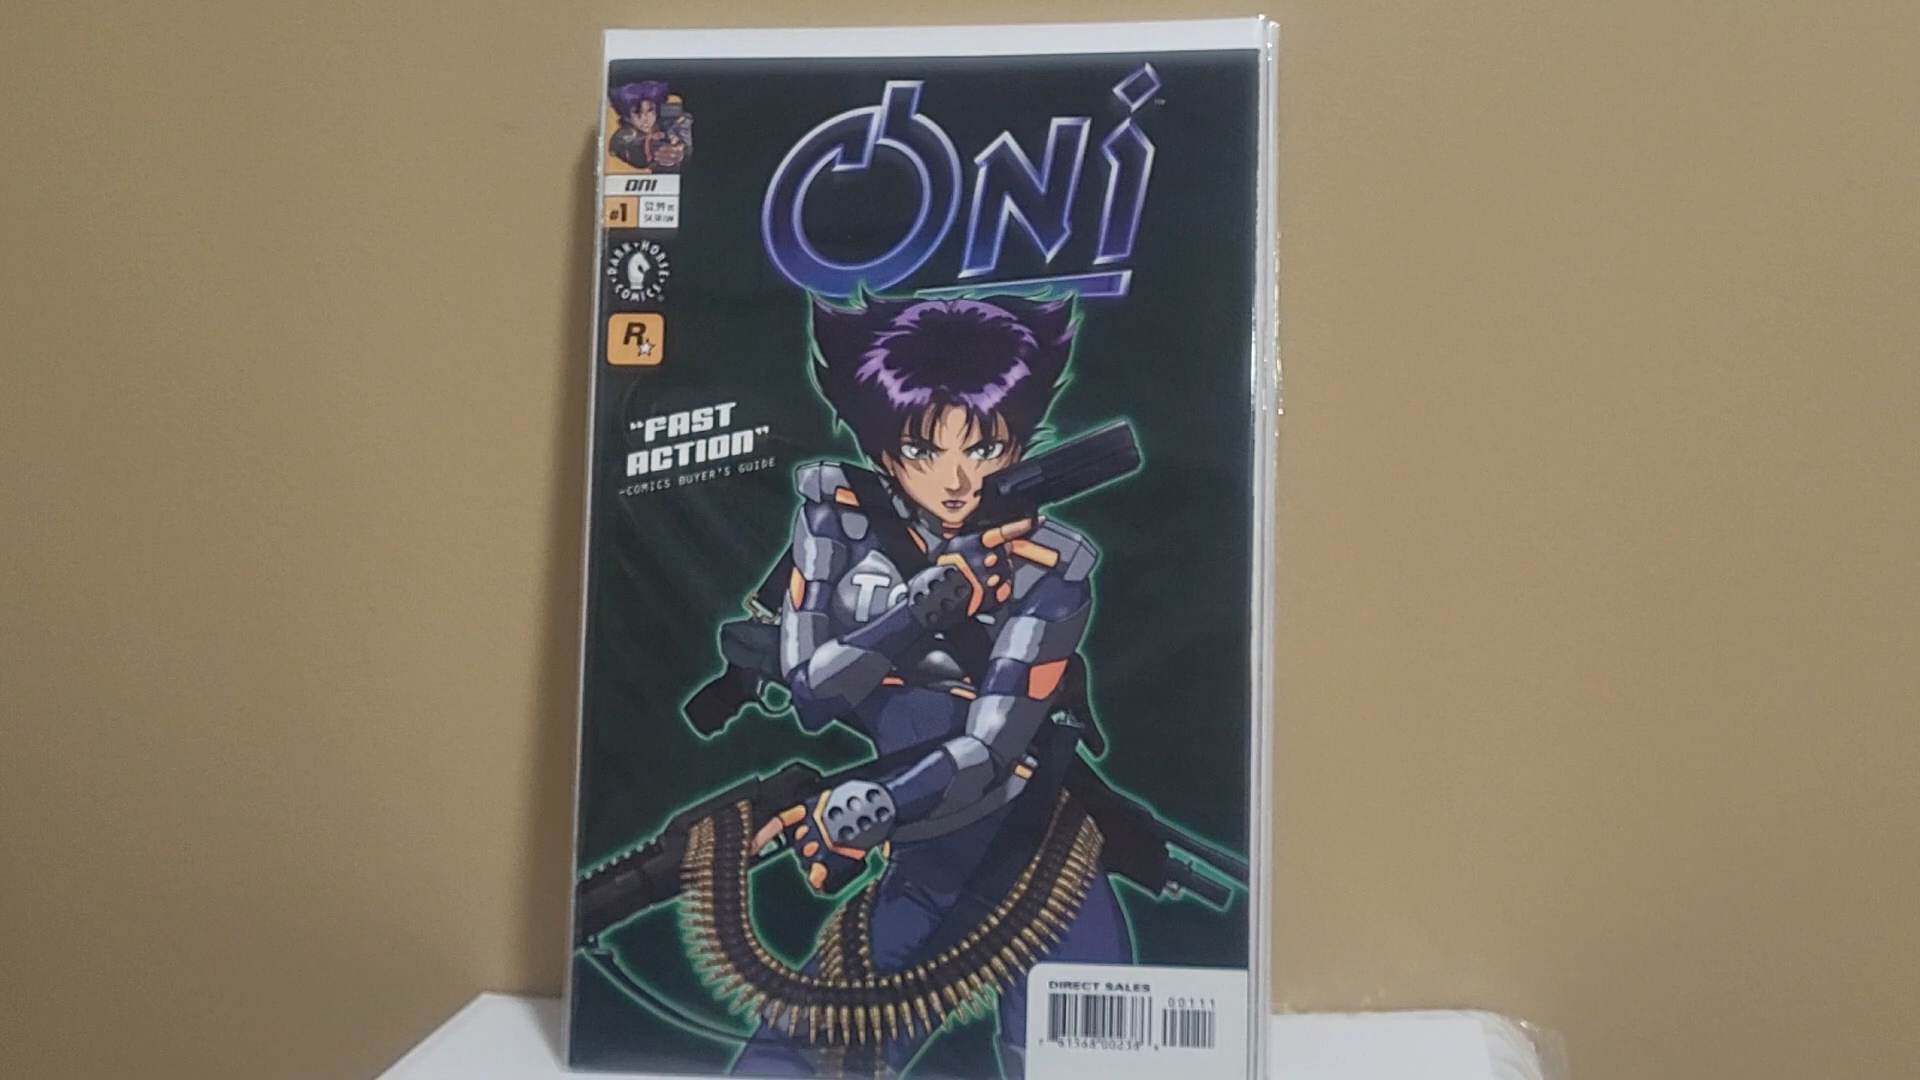 Oni
TM
ONI
#1
$2.99 US
$4.50 CAN
DARK HORSE
COMICS
R
"FAST
ACTION"
-COMICS BUYER'S GUIDE
DIRECT SALES
00111